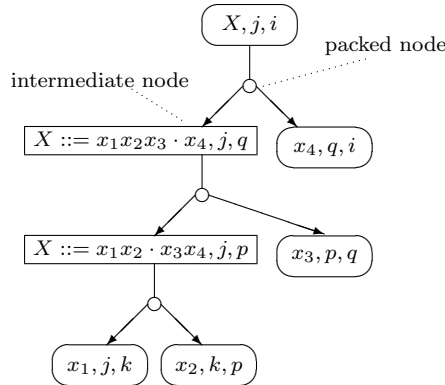 X, j, i
packed node
intermediate node
X ::= x₁x₂x₃ · x₄, j, q
x₄, q, i
X ::= x₁x₂ · x₃x₄, j, p
x₃, p, q
x₁, j, k
x₂, k, p